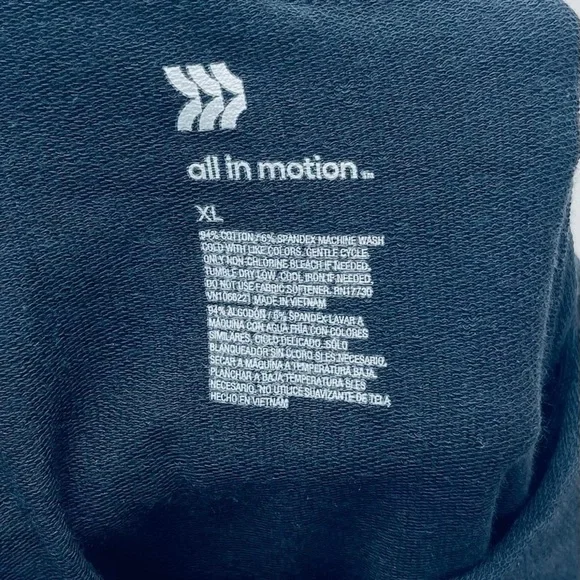 all in motion™
XL
94% COTTON / 6% SPANDEX MACHINE WASH
COLD WITH LIKE COLORS, GENTLE CYCLE.
ONLY NON-CHLORINE BLEACH IF NEEDED.
TUMBLE DRY LOW, COOL IRON IF NEEDED.
DO NOT USE FABRIC SOFTENER. RN17730
VN1006221 MADE IN VIETNAM
94% ALGODÓN / 6% SPANDEX LAVAR A
MÁQUINA CON AGUA FRÍA CON COLORES
SIMILARES, CICLO DELICADO. SÓLO
BLANQUEADOR SIN CLORO SI ES NECESARIO.
SECAR A MÁQUINA A TEMPERATURA BAJA.
PLANCHAR A BAJA TEMPERATURA SI ES
NECESARIO. NO UTILICE SUAVIZANTE DE TELA.
HECHO EN VIETNAM